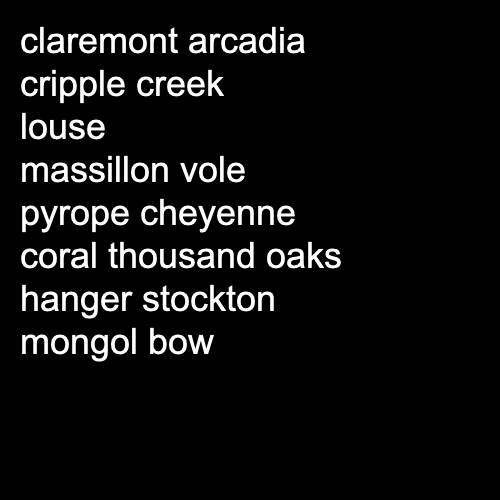 claremont arcadia
cripple creek
louse
massillon vole
pyrope cheyenne
coral thousand oaks
hanger stockton
mongol bow